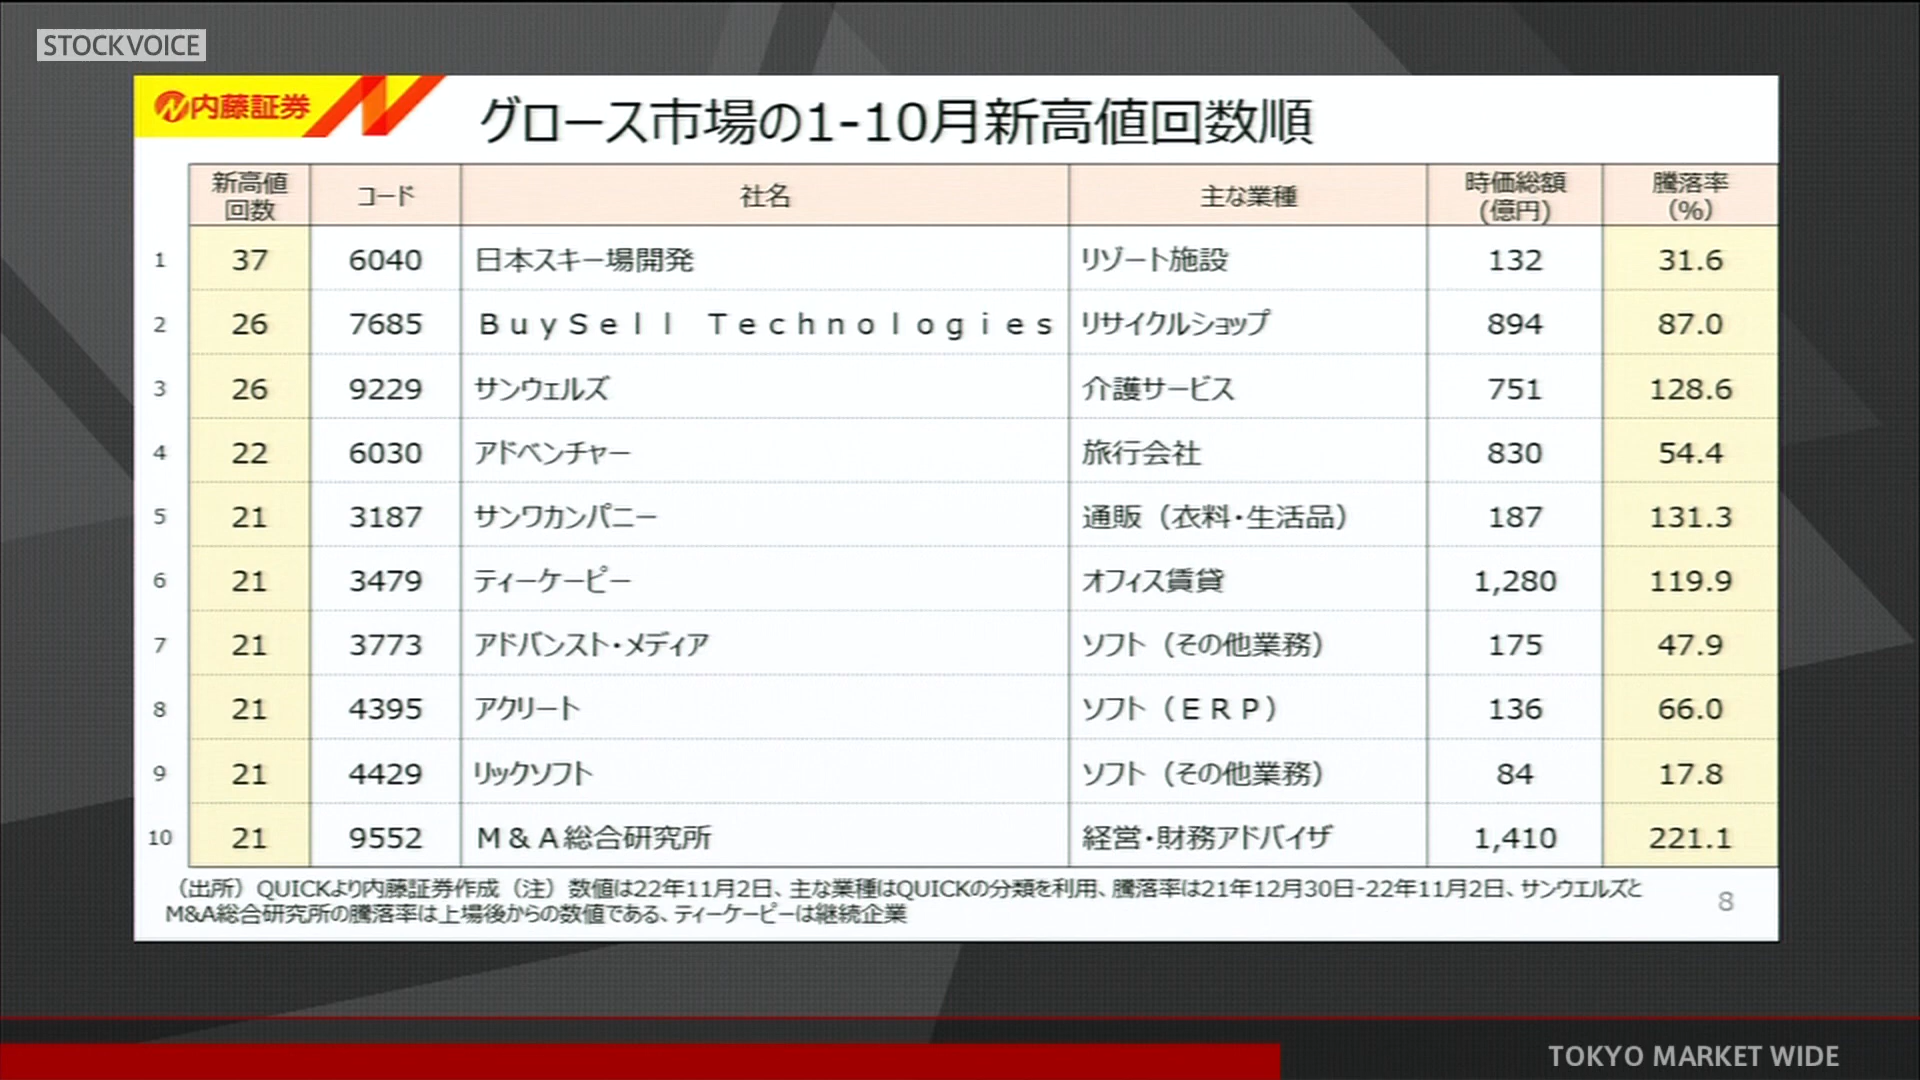 STOCKVOICE
内藤証券
グロース市場の1-10月新高値回数順
新高値回数 コード 社名 主な業種 時価総額(億円) 騰落率(%)
1 37 6040 日本スキー場開発 リゾート施設 132 31.6
2 26 7685 ＢｕｙＳｅｌｌ　Ｔｅｃｈｎｏｌｏｇｉｅｓ リサイクルショップ 894 87.0
3 26 9229 サンウェルズ 介護サービス 751 128.6
4 22 6030 アドベンチャー 旅行会社 830 54.4
5 21 3187 サンワカンパニー 通販（衣料・生活品） 187 131.3
6 21 3479 ティーケーピー オフィス賃貸 1,280 119.9
7 21 3773 アドバンスト・メディア ソフト（その他業務） 175 47.9
8 21 4395 アクリート ソフト（ＥＲＰ） 136 66.0
9 21 4429 リックソフト ソフト（その他業務） 84 17.8
10 21 9552 Ｍ＆Ａ総合研究所 経営・財務アドバイザ 1,410 221.1
（出所）QUICKより内藤証券作成（注）数値は22年11月2日、主な業種はQUICKの分類を利用、騰落率は21年12月30日-22年11月2日、サンウエルズと
M&A総合研究所の騰落率は上場後からの数値である、ティーケーピーは継続企業
8
TOKYO MARKET WIDE